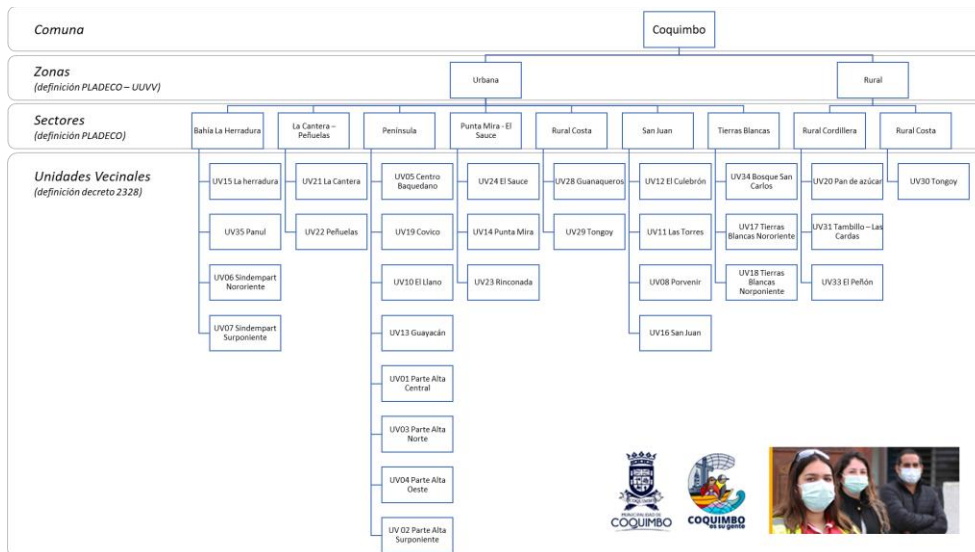 Comuna
Coquimbo
Zonas
(definición PLADECO – UUVV)
Urbana
Rural
Sectores
(definición PLADECO)
Bahía La Herradura
La Cantera –
Peñuelas
Península
Punta Mira - El
Sauce
Rural Costa
San Juan
Tierras Blancas
Rural Cordillera
Rural Costa
Unidades Vecinales
(definición decreto 2328)
UV15 La herradura
UV35 Panul
UV06 Sindempart
Nororiente
UV07 Sindempart
Surponiente
UV21 La Cantera
UV22 Peñuelas
UV05 Centro
Baquedano
UV19 Covico
UV10 El Llano
UV13 Guayacán
UV01 Parte Alta
Central
UV03 Parte Alta
Norte
UV04 Parte Alta
Oeste
UV 02 Parte Alta
Surponiente
UV24 El Sauce
UV14 Punta Mira
UV23 Rinconada
UV28 Guanaqueros
UV29 Tongoy
UV12 El Culebrón
UV11 Las Torres
UV08 Porvenir
UV16 San Juan
UV34 Bosque San
Carlos
UV17 Tierras
Blancas Nororiente
UV18 Tierras
Blancas
Norponiente
UV20 Pan de azúcar
UV31 Tambillo – Las
Cardas
UV33 El Peñón
UV30 Tongoy
MUNICIPALIDAD DE
COQUIMBO
COQUIMBO
es su gente